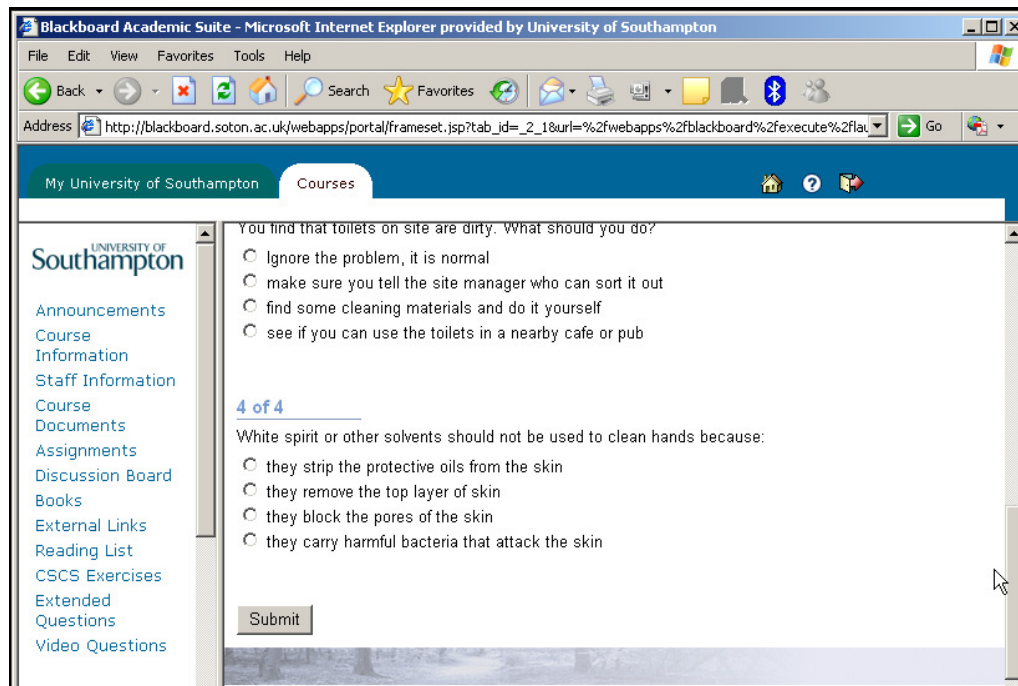 Blackboard Academic Suite - Microsoft Internet Explorer provided by University of Southampton
File Edit View Favorites Tools Help
Back Search Favorites
Address http://blackboard.soton.ac.uk/webapps/portal/frameset.jsp?tab_id=_2_1&url=%2fwebapps%2fblackboard%2fexecute%2flau Go
My University of Southampton Courses
UNIVERSITY OF
Southampton
Announcements
Course
Information
Staff Information
Course
Documents
Assignments
Discussion Board
Books
External Links
Reading List
CSCS Exercises
Extended
Questions
Video Questions
You find that toilets on site are dirty. What should you do?
Ignore the problem, it is normal
make sure you tell the site manager who can sort it out
find some cleaning materials and do it yourself
see if you can use the toilets in a nearby cafe or pub
4 of 4
White spirit or other solvents should not be used to clean hands because:
they strip the protective oils from the skin
they remove the top layer of skin
they block the pores of the skin
they carry harmful bacteria that attack the skin
Submit